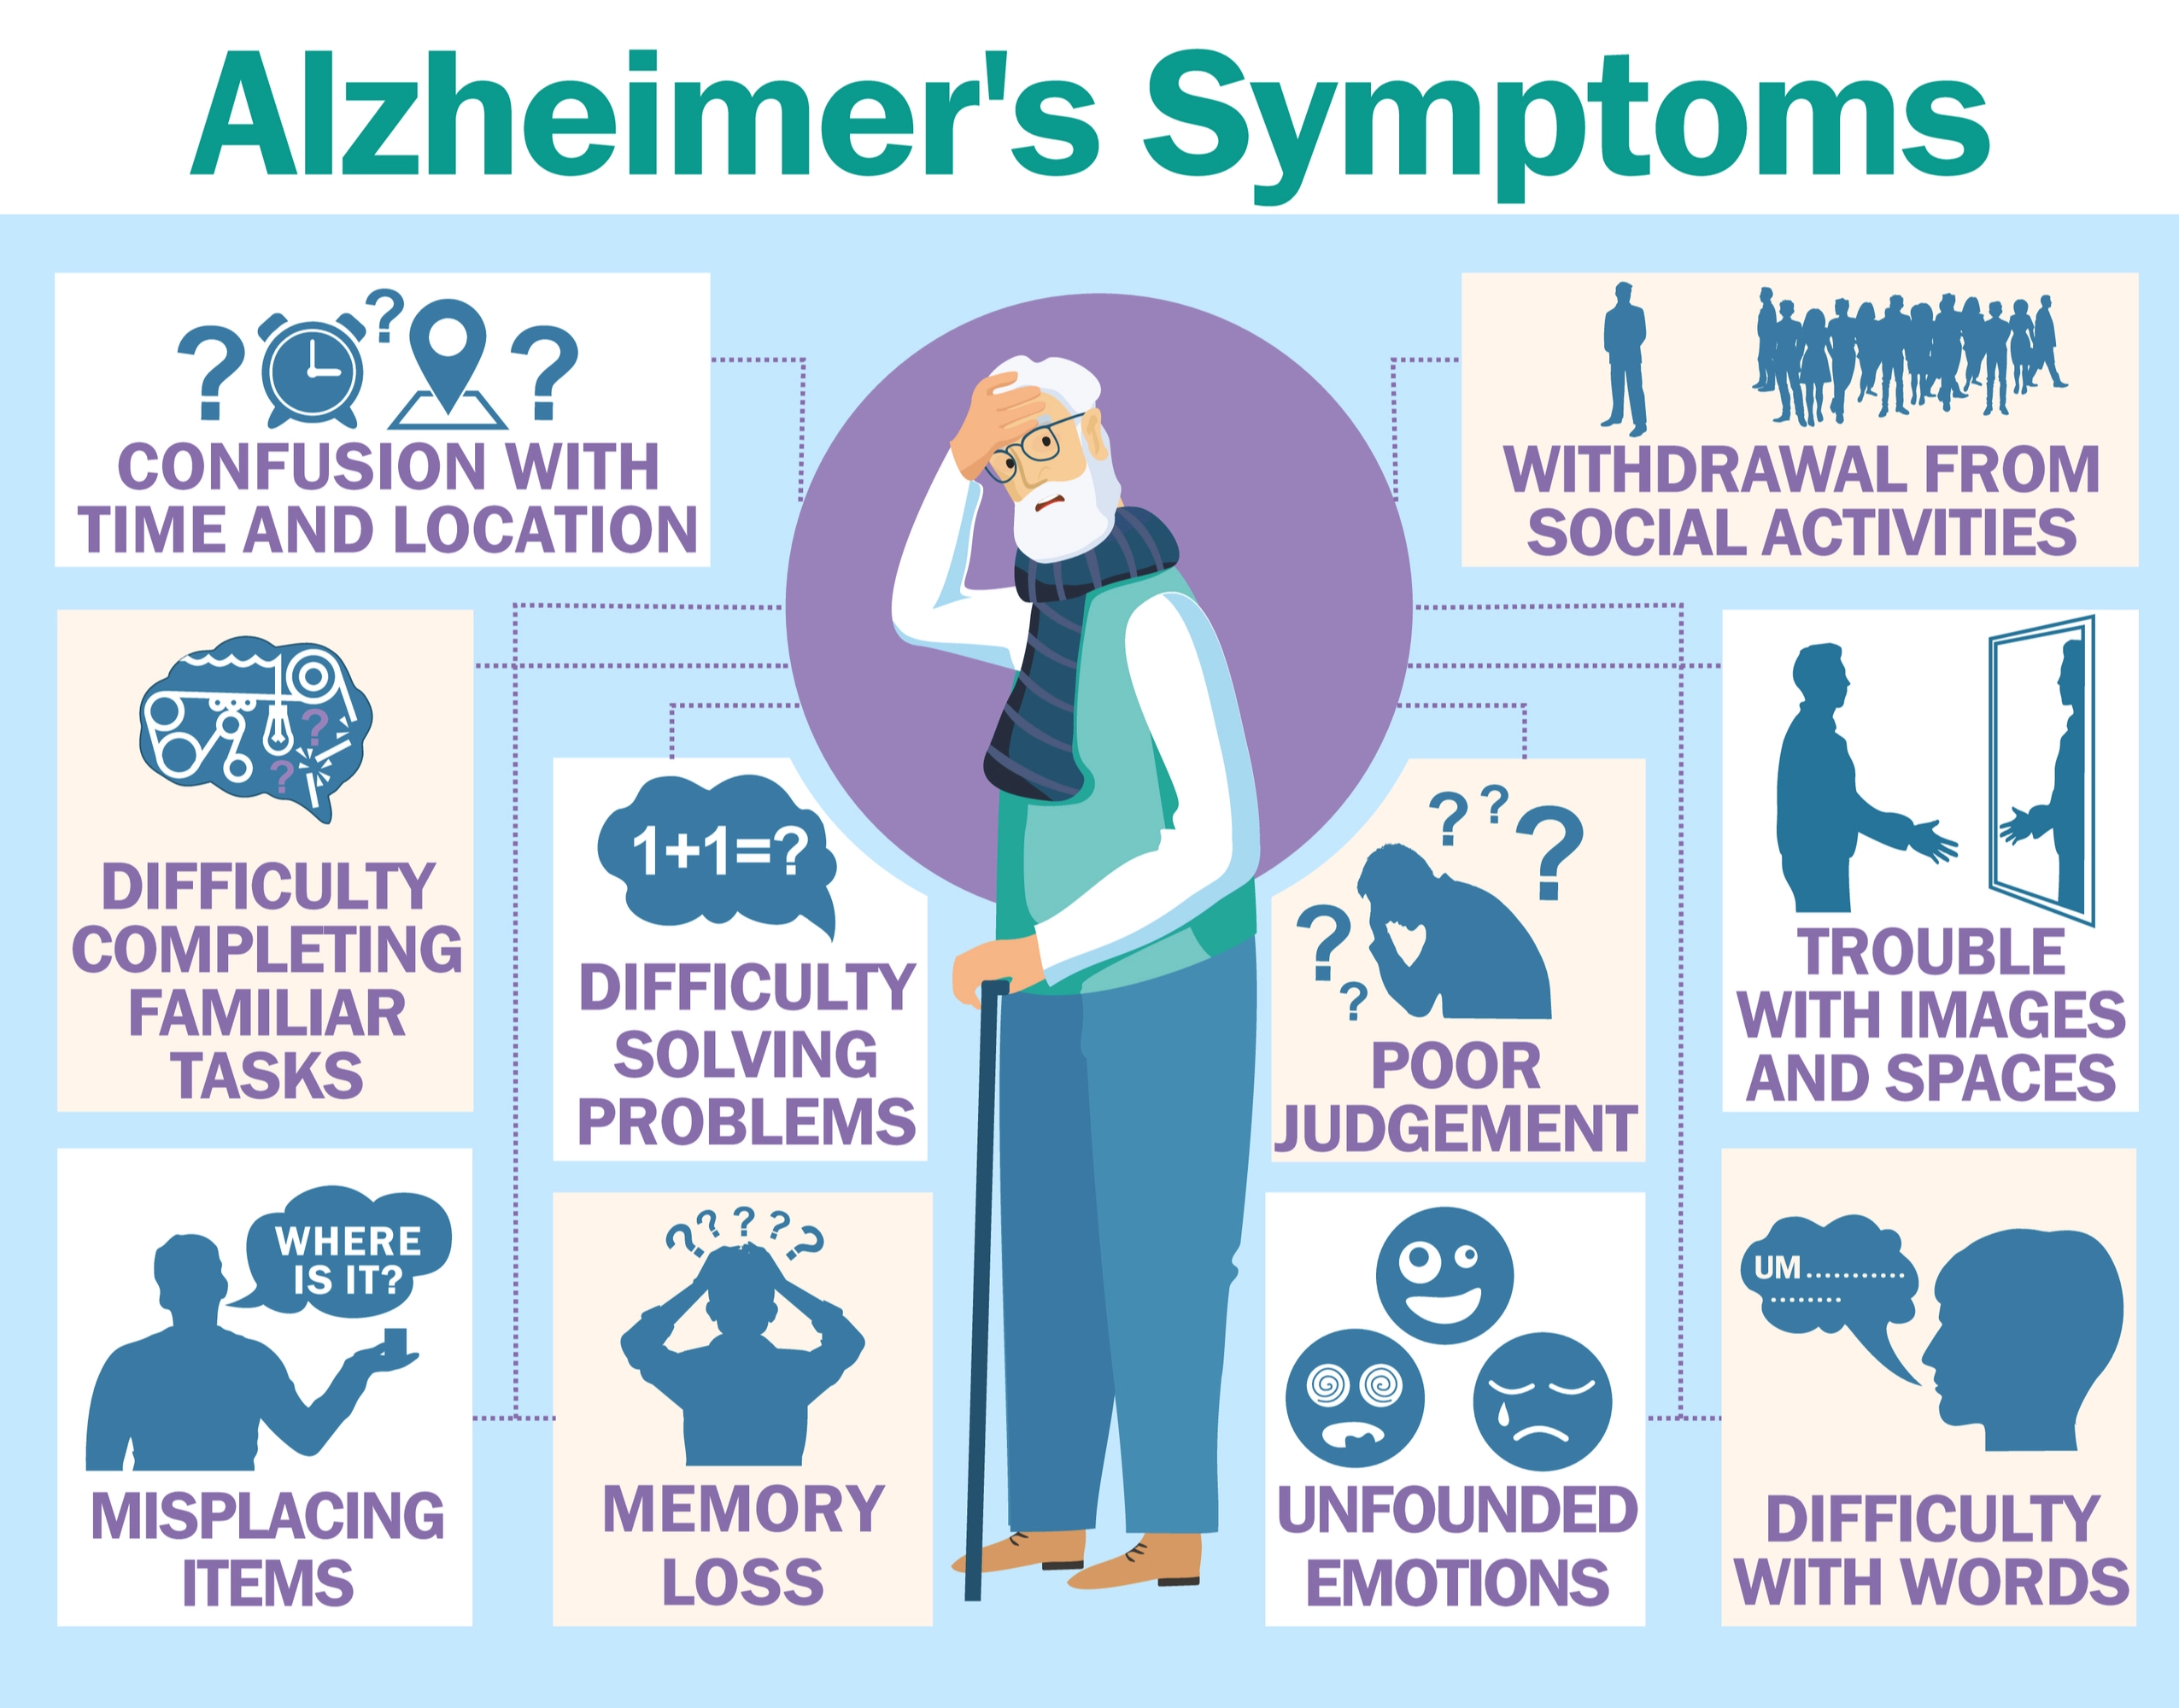 Alzheimer's Symptoms
? ? ?
CONFUSION WITH
TIME AND LOCATION
WITHDRAWAL FROM
SOCIAL ACTIVITIES
?
?
DIFFICULTY
COMPLETING
FAMILIAR
TASKS
1+1=?
DIFFICULTY
SOLVING
PROBLEMS
? ? ?
?
?
POOR
JUDGEMENT
TROUBLE
WITH IMAGES
AND SPACES
WHERE
IS IT?
MISPLACING
ITEMS
? ? ? ? ?
MEMORY
LOSS
UNFOUNDED
EMOTIONS
UM ............
........
DIFFICULTY
WITH WORDS